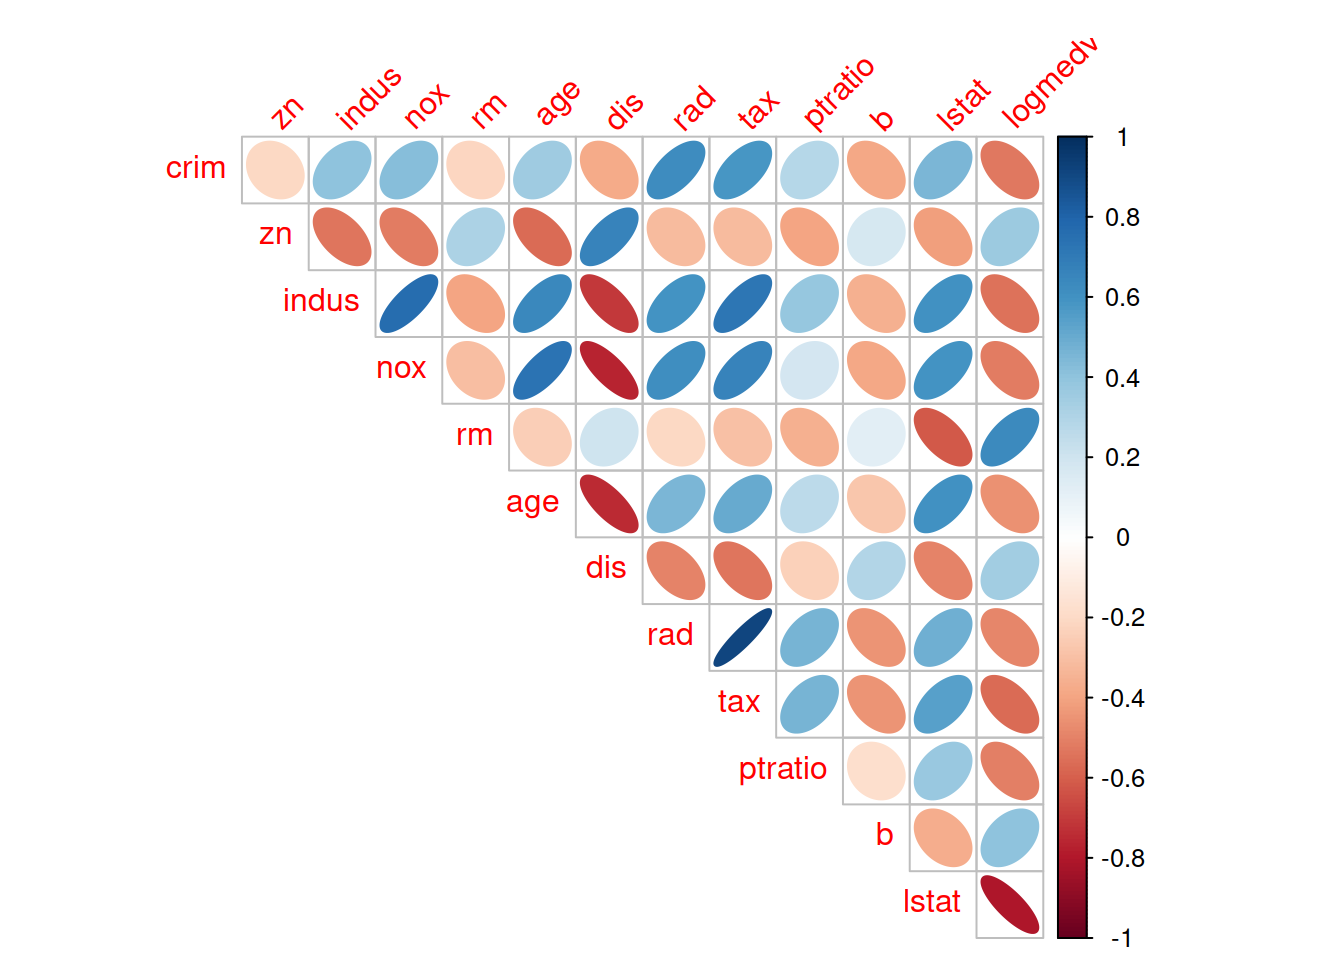 zn
indus
nox
rm
age
dis
rad
tax
ptratio
b
lstat
logmedv
crim
zn
indus
nox
rm
age
dis
rad
tax
ptratio
b
lstat
1
0.8
0.6
0.4
0.2
0
-0.2
-0.4
-0.6
-0.8
-1